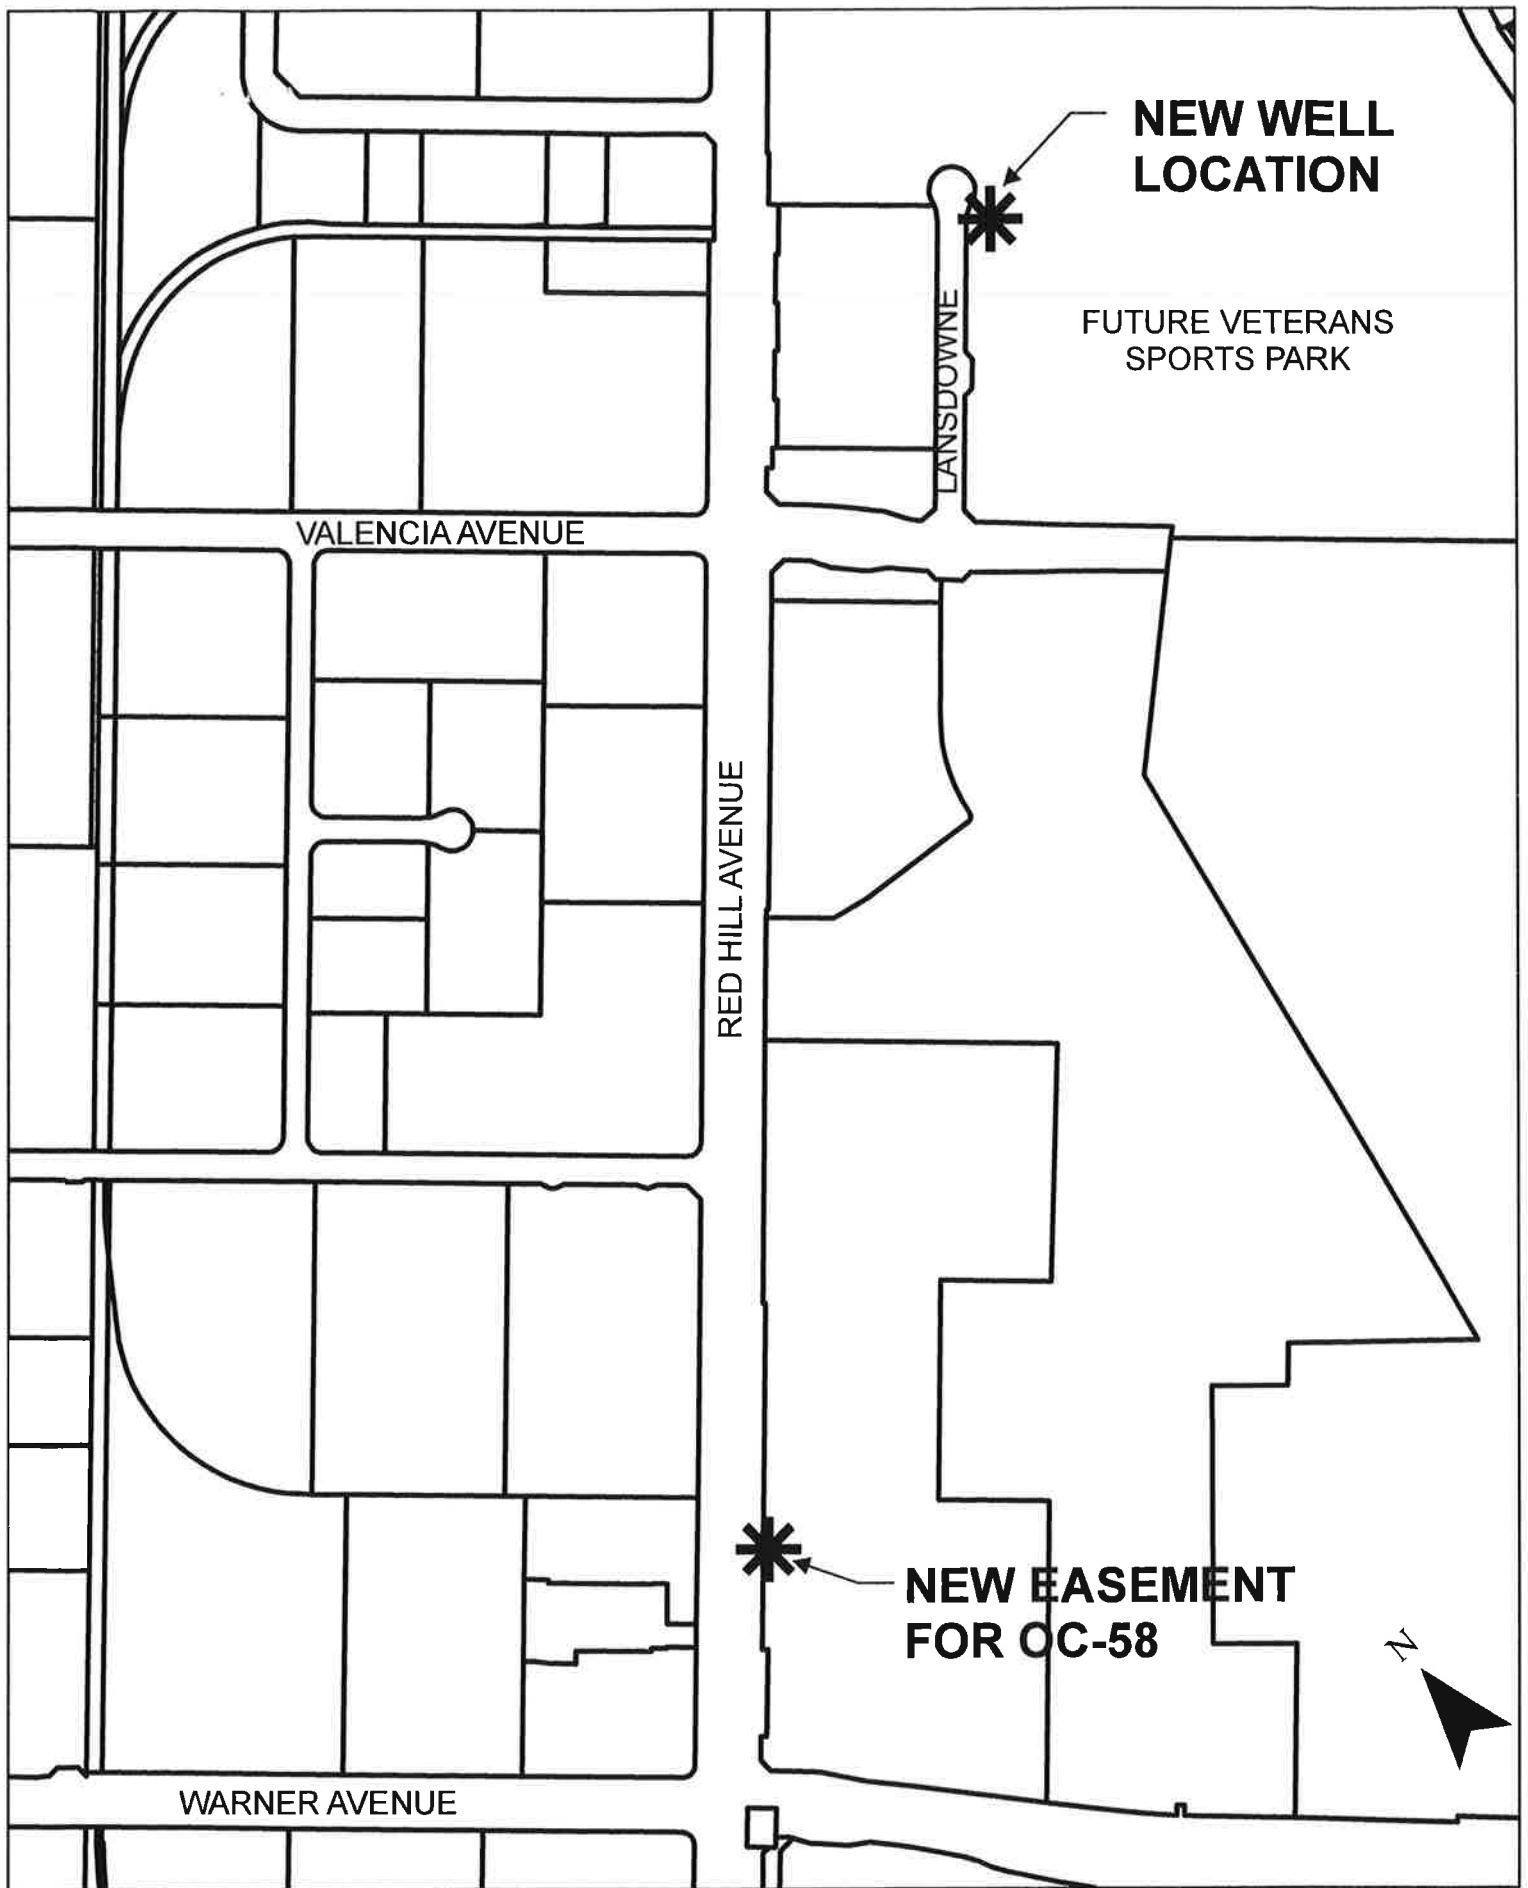 NEW WELL
LOCATION
FUTURE VETERANS
SPORTS PARK
LANSDOWNE
VALENCIA AVENUE
RED HILL AVENUE
NEW EASEMENT
FOR OC-58
N
WARNER AVENUE